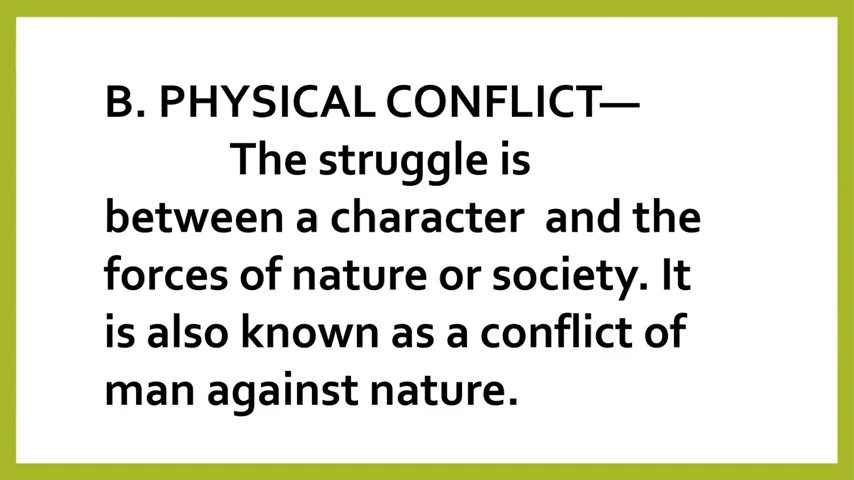 B. PHYSICAL CONFLICT—
The struggle is
between a character and the
forces of nature or society. It
is also known as a conflict of
man against nature.